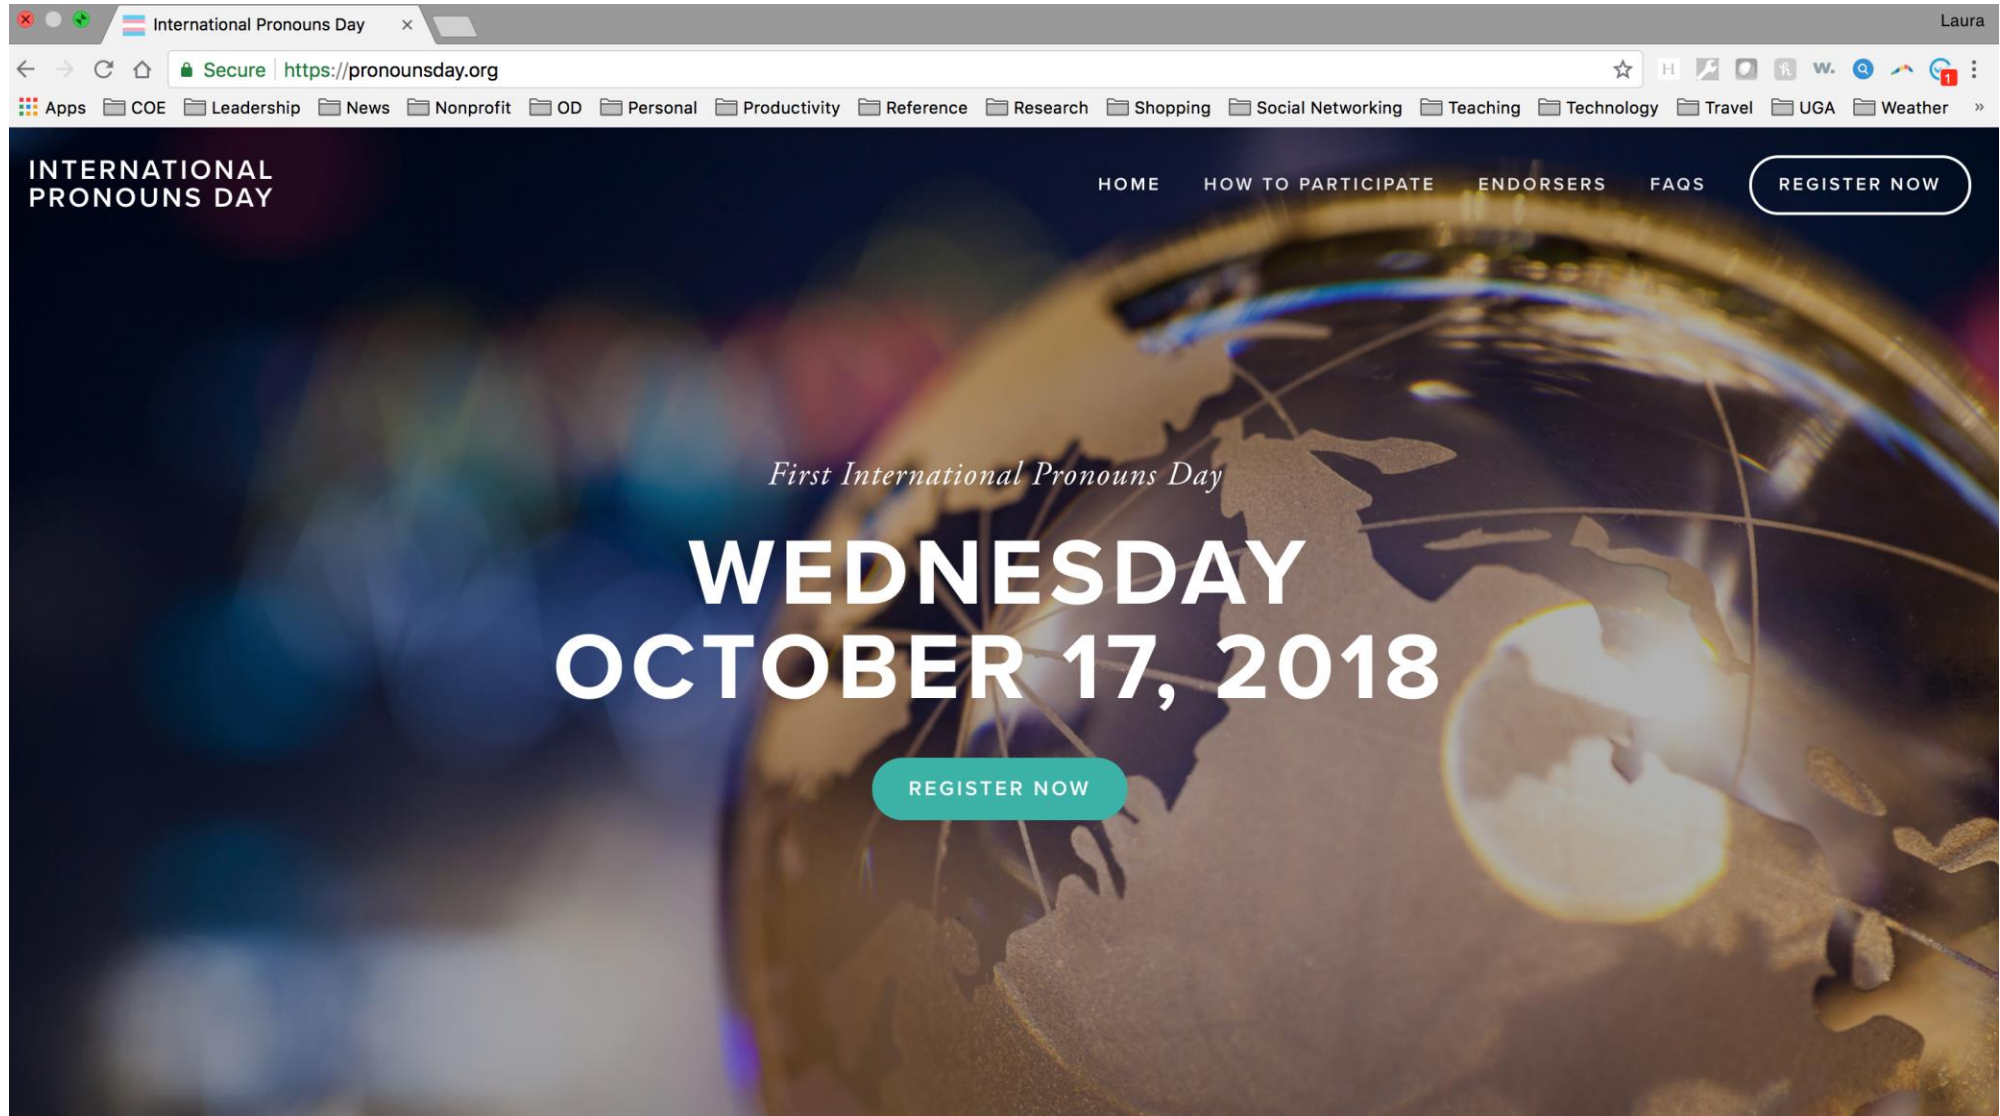 International Pronouns Day
Laura
Secure https://pronounsday.org
H W. 1
Apps COE Leadership News Nonprofit OD Personal Productivity Reference Research Shopping Social Networking Teaching Technology Travel UGA Weather »
INTERNATIONAL
PRONOUNS DAY
HOME HOW TO PARTICIPATE ENDORSERS FAQS REGISTER NOW
First International Pronouns Day
WEDNESDAY
OCTOBER 17, 2018
REGISTER NOW